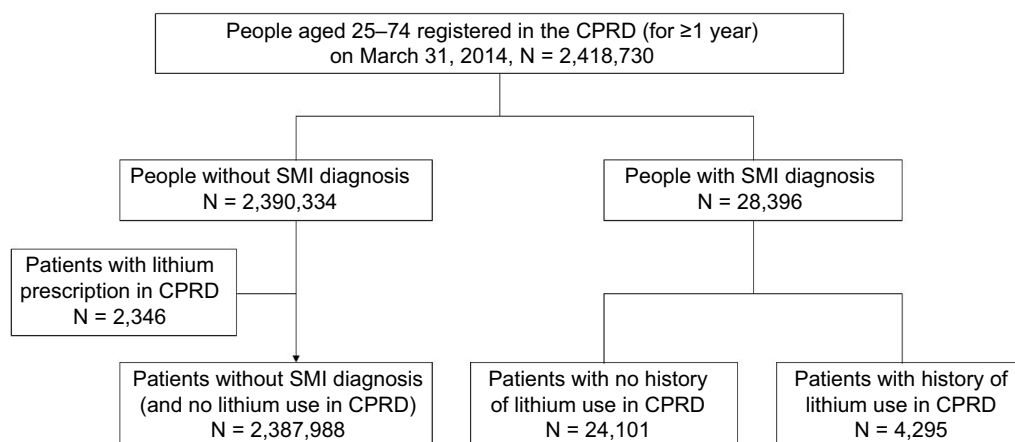 People aged 25–74 registered in the CPRD (for ≥1 year)
on March 31, 2014, N = 2,418,730
People without SMI diagnosis
N = 2,390,334
People with SMI diagnosis
N = 28,396
Patients with lithium
prescription in CPRD
N = 2,346
Patients without SMI diagnosis
(and no lithium use in CPRD)
N = 2,387,988
Patients with no history
of lithium use in CPRD
N = 24,101
Patients with history of
lithium use in CPRD
N = 4,295